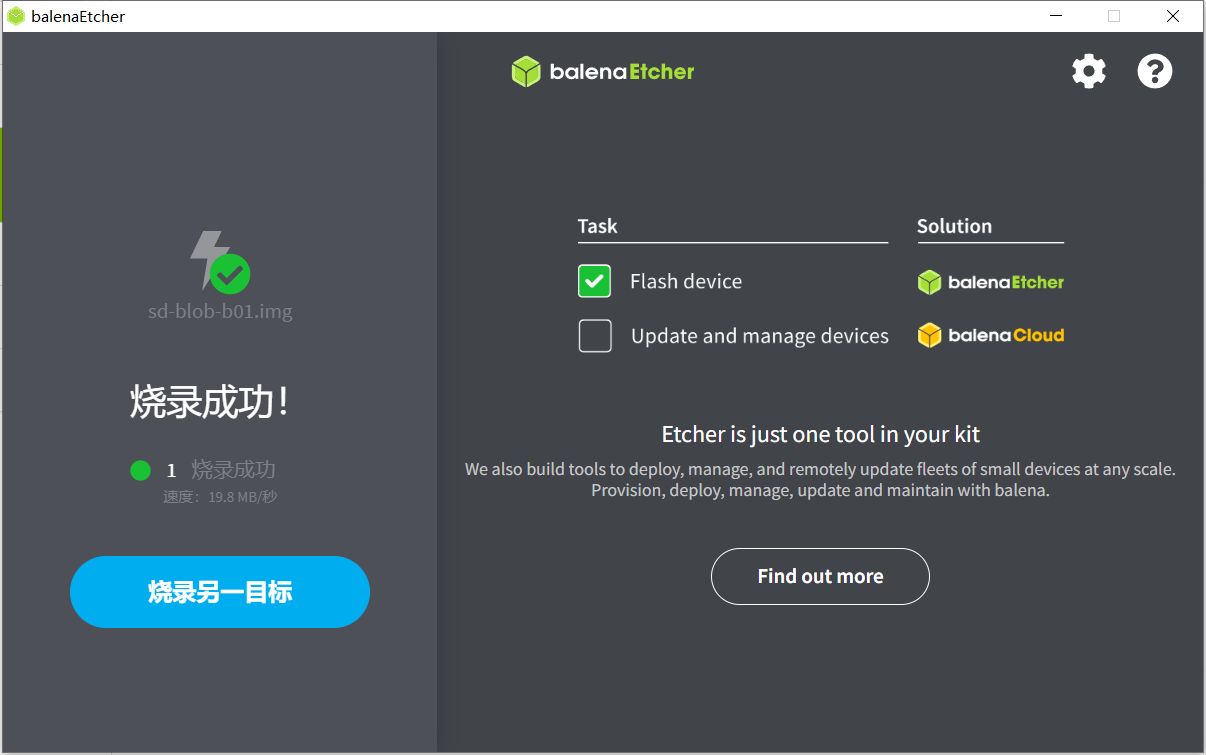 balenaEtcher
balenaEtcher
sd-blob-b01.img
烧录成功!
1 烧录成功
速度：19.8 MB/秒
烧录另一目标
Task Solution
Flash device balenaEtcher
Update and manage devices balenaCloud
Etcher is just one tool in your kit
We also build tools to deploy, manage, and remotely update fleets of small devices at any scale.
Provision, deploy, manage, update and maintain with balena.
Find out more